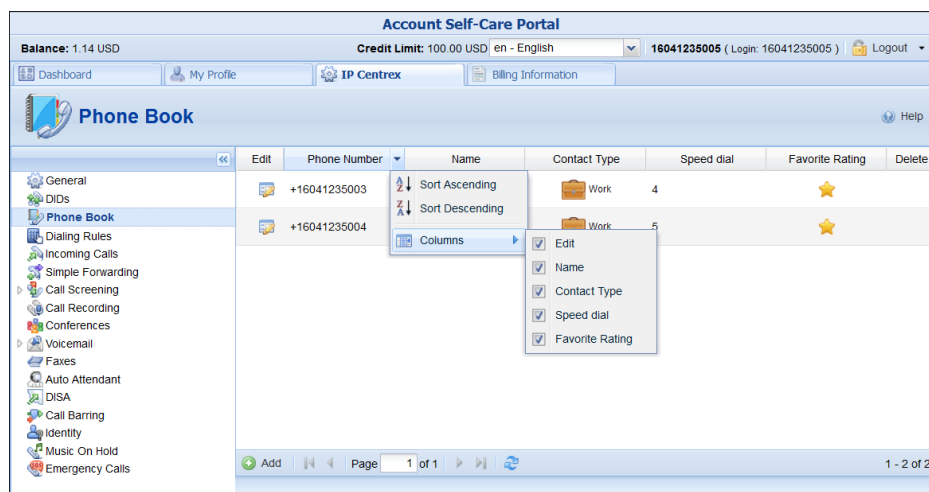 Account Self-Care Portal
Balance: 1.14 USD Credit Limit: 100.00 USD en - English 16041235005 ( Login: 16041235005 ) Logout
Dashboard My Profile IP Centrex Billing Information
Phone Book Help
Edit Phone Number Name Contact Type Speed dial Favorite Rating Delete
General
DIDs
Phone Book
Dialing Rules
Incoming Calls
Simple Forwarding
Call Screening
Call Recording
Conferences
Voicemail
Faxes
Auto Attendant
DISA
Call Barring
Identity
Music On Hold
Emergency Calls
+16041235003 Work 4
+16041235004 Work 5
Sort Ascending
Sort Descending
Columns
Edit
Name
Contact Type
Speed dial
Favorite Rating
Add Page 1 of 1 1 - 2 of 2